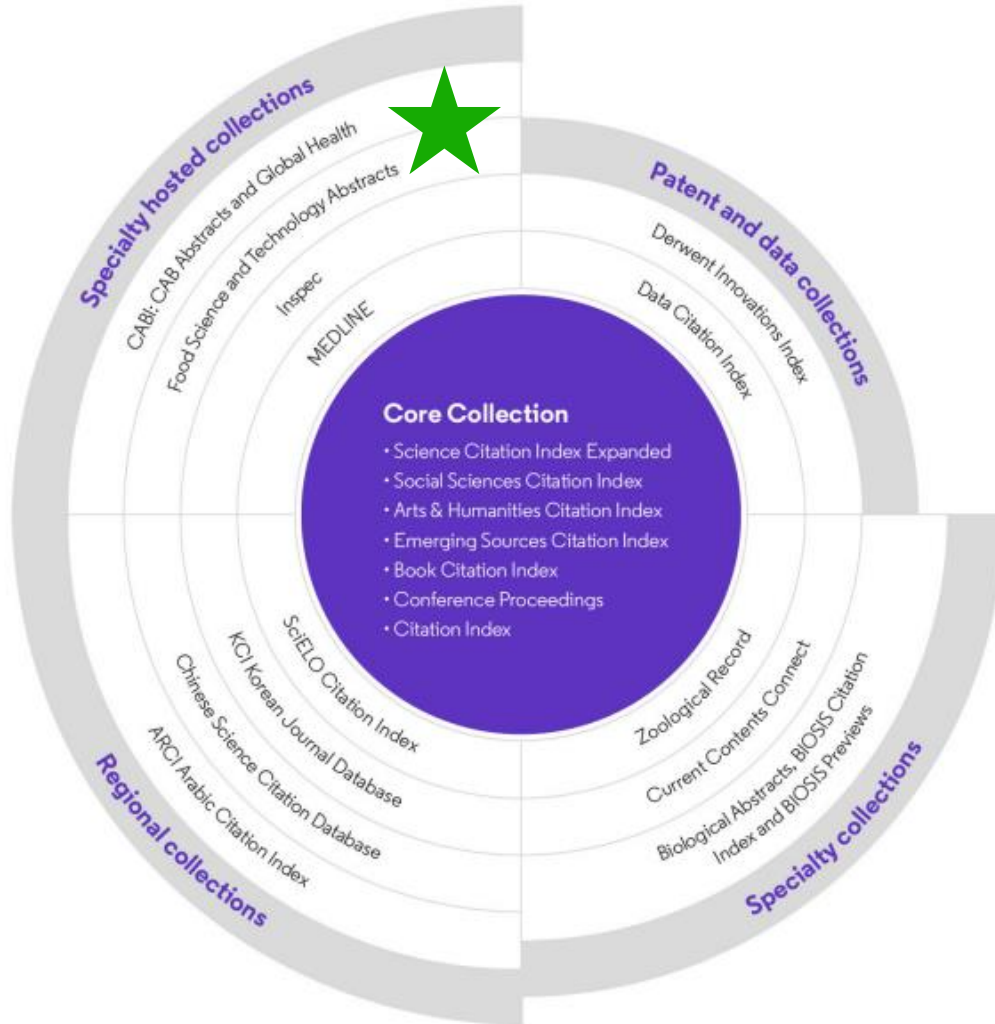 Specialty hosted collections
CABI: CAB Abstracts and Global Health
Food Science and Technology Abstracts
Inspec
MEDLINE
Patent and data collections
Derwent Innovations Index
Data Citation Index
Core Collection
• Science Citation Index Expanded
• Social Sciences Citation Index
• Arts & Humanities Citation Index
• Emerging Sources Citation Index
• Book Citation Index
• Conference Proceedings
• Citation Index
SciELO Citation Index
KCI Korean Journal Database
Chinese Science Citation Database
ARCI Arabic Citation Index
Regional collections
Zoological Record
Current Contents Connect
Biological Abstracts, BIOSIS Citation
Index and BIOSIS Previews
Specialty collections